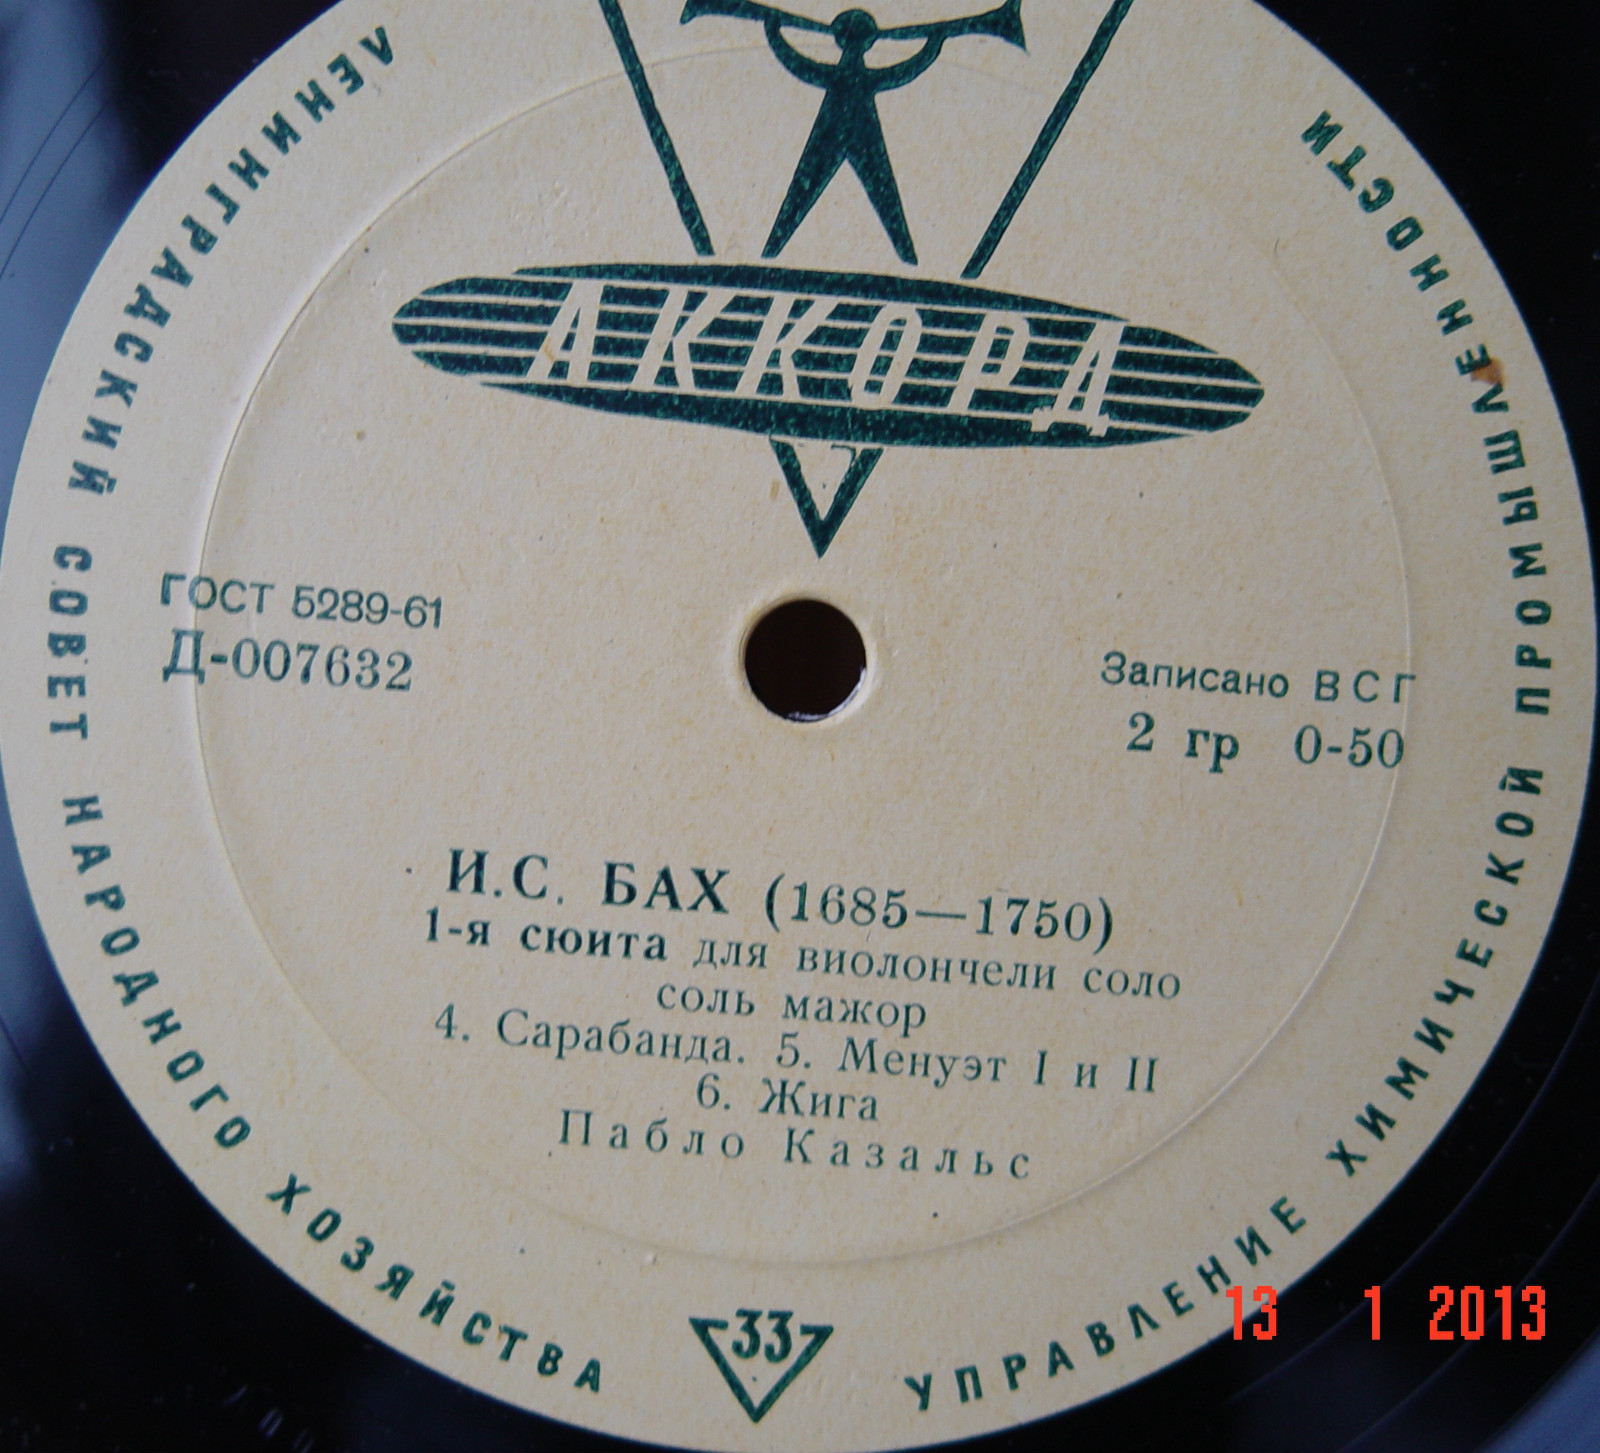 АККОРД
ЛЕНИНГРАДСКИЙ СОВЕТ НАРОДНОГО ХОЗЯЙСТВА
УПРАВЛЕНИЕ ХИМИЧЕСКОЙ ПРОМЫШЛЕННОСТИ
ГОСТ 5289-61
Д-007632
Записано В С Г
2 гр 0-50
И.С. БАХ (1685—1750)
1-я сюита для виолончели соло
соль мажор
4. Сарабанда. 5. Менуэт I и II
6. Жига
Пабло Казальс
33
13 1 2013